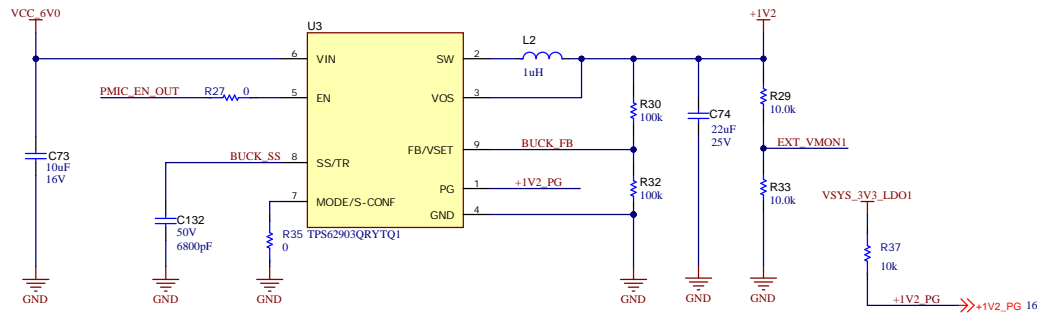 VCC_6V0
U3
+1V2
6 VIN
SW 2
L2
1uH
PMIC_EN_OUT R27 0 5 EN
VOS 3
R30
100k
C74
22uF
25V
R29
10.0k
C73
10uF
16V
BUCK_SS 8 SS/TR
FB/VSET 9 BUCK_FB
EXT_VMON1
PG 1 +1V2_PG
R32
100k
R33
10.0k
VSYS_3V3_LDO1
7 MODE/S-CONF
GND 4
C132
50V
6800pF
R35
0
TPS62903QRYTQ1
R37
10k
GND
GND
GND
GND
GND
GND
+1V2_PG
+1V2_PG 16